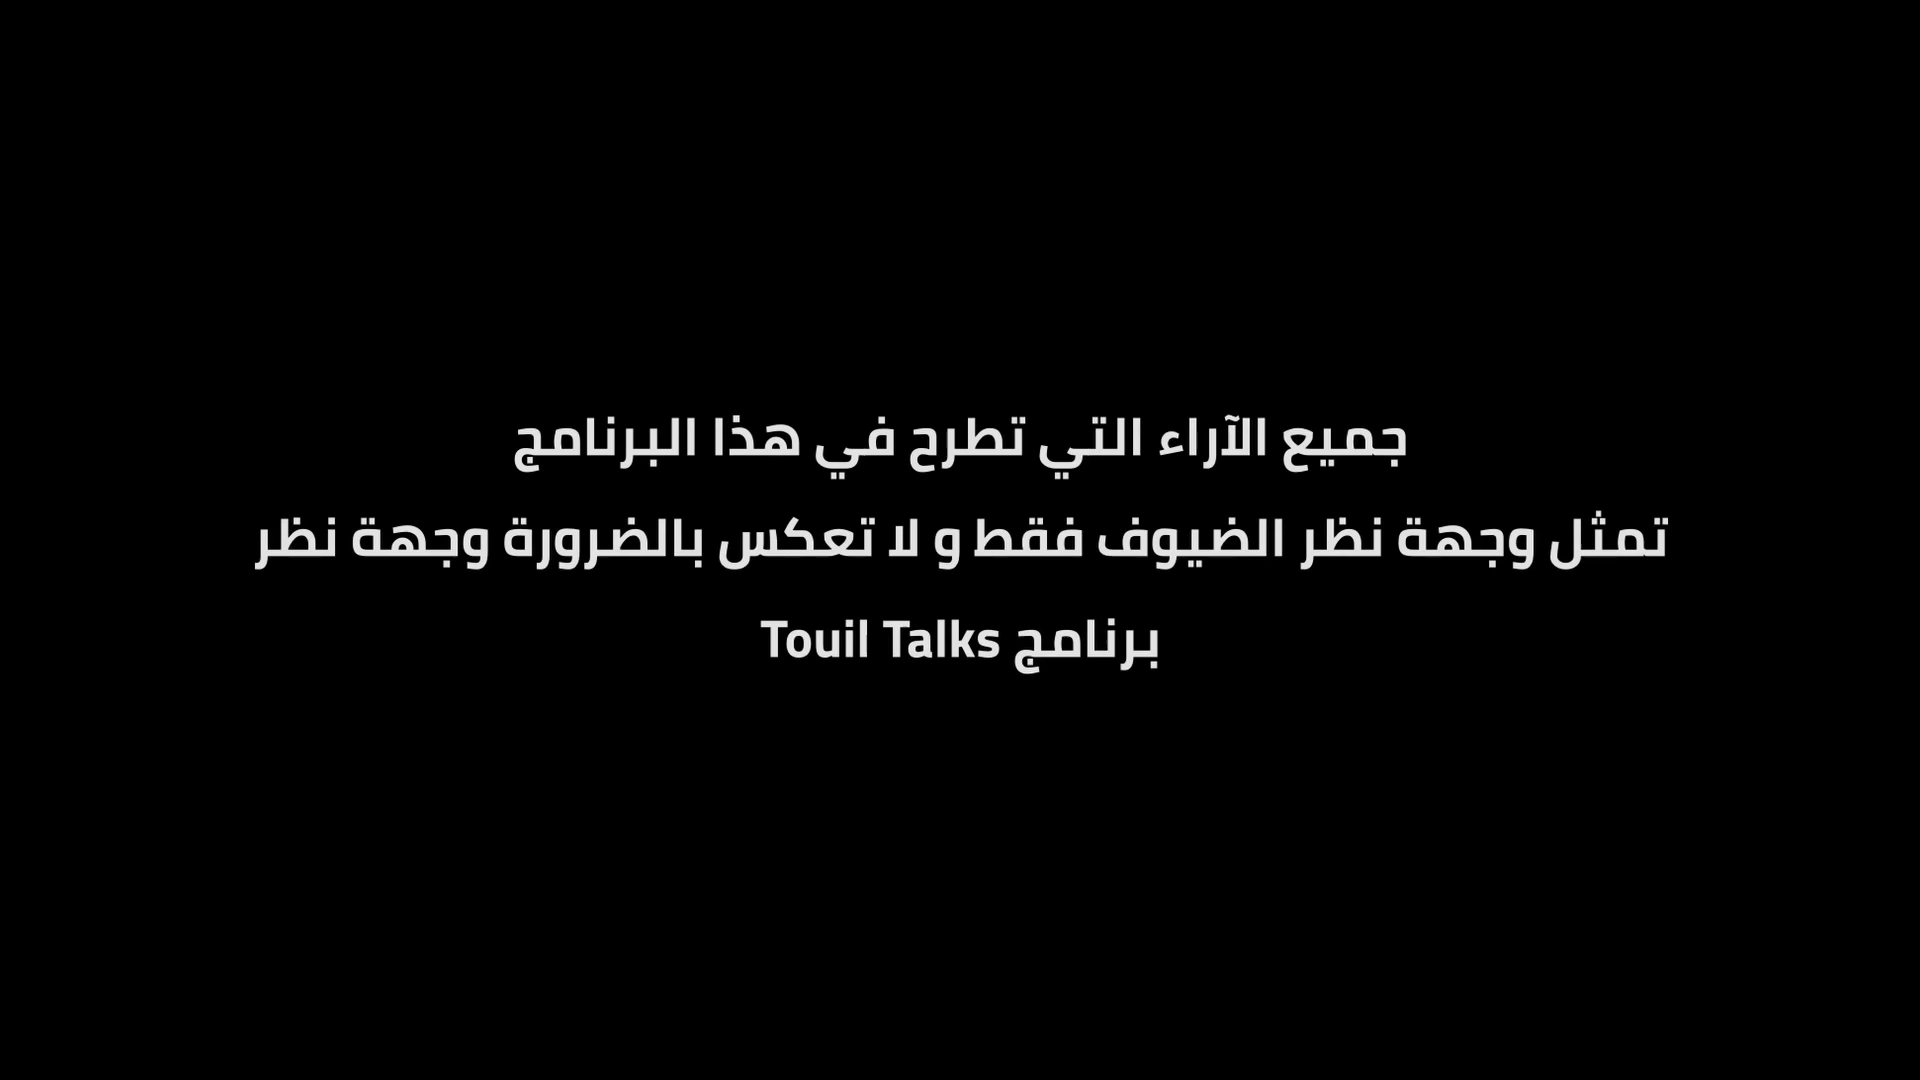 جميع الآراء التي تطرح في هذا البرنامج
تمثل وجهة نظر الضيوف فقط و لا تعكس بالضرورة وجهة نظر
برنامج Touil Talks